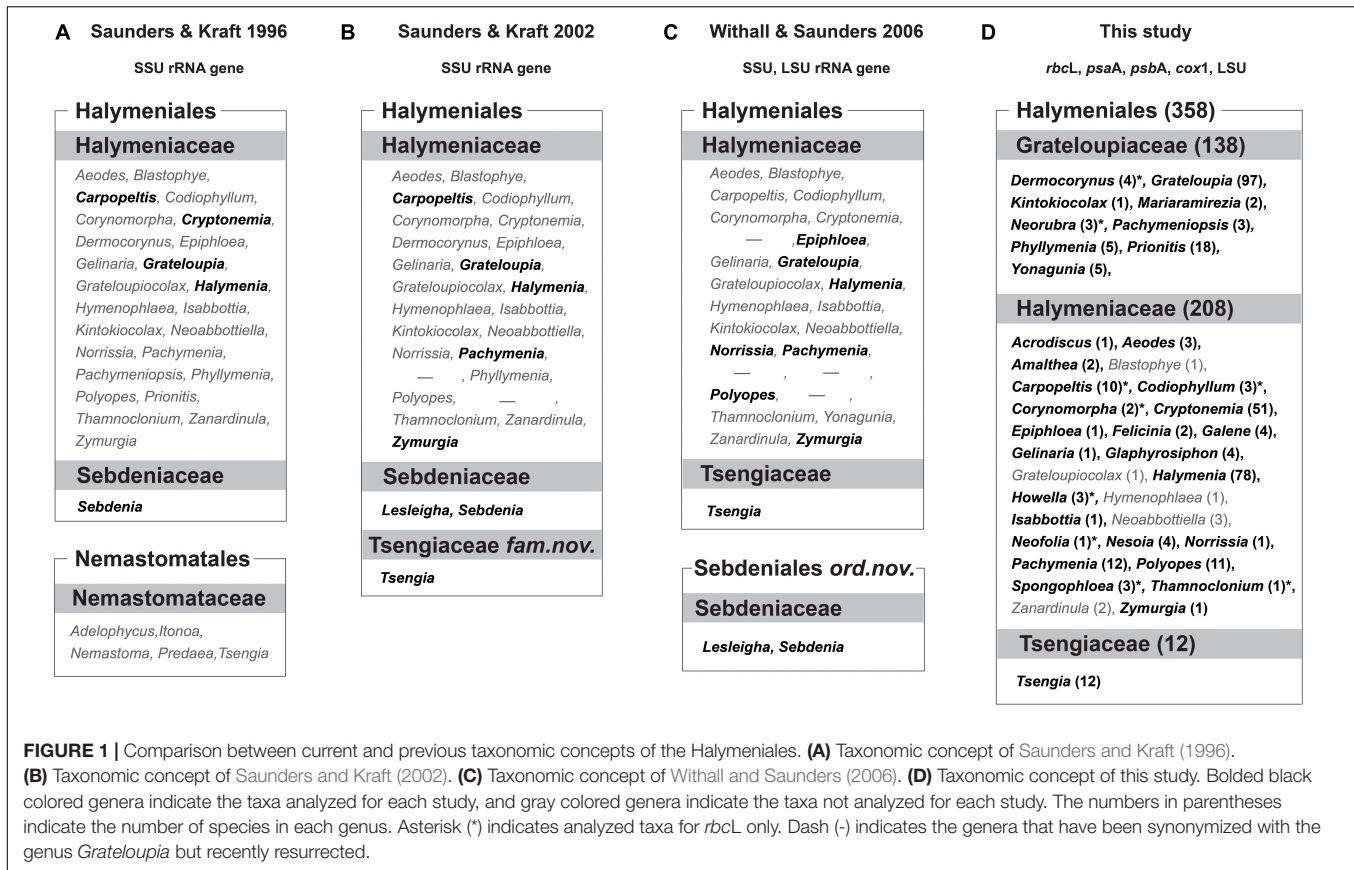 A Saunders & Kraft 1996
SSU rRNA gene
Halymeniales
Halymeniaceae
Aeodes, Blastophye,
Carpopeltis, Codiophyllum,
Corynomorpha, Cryptonemia,
Dermocorynus, Epiphloea,
Gelinaria, Grateloupia,
Grateloupiocolax, Halymenia,
Hymenophlaea, Isabbottia,
Kintokiocolax, Neoabbottiella,
Norrissia, Pachymenia,
Pachymeniopsis, Phyllymenia,
Polyopes, Prionitis,
Thamnoclonium, Zanardinula,
Zymurgia
Sebdeniaceae
Sebdenia
Nemastomatales
Nemastomataceae
Adelophycus,Itonoa,
Nemastoma, Predaea,Tsengia
B Saunders & Kraft 2002
SSU rRNA gene
Halymeniales
Halymeniaceae
Aeodes, Blastophye,
Carpopeltis, Codiophyllum,
Corynomorpha, Cryptonemia,
Dermocorynus, Epiphloea,
Gelinaria, Grateloupia,
Grateloupiocolax, Halymenia,
Hymenophlaea, Isabbottia,
Kintokiocolax, Neoabbottiella,
Norrissia, Pachymenia,
— , Phyllymenia,
Polyopes, — ,
Thamnoclonium, Zanardinula,
Zymurgia
Sebdeniaceae
Lesleigha, Sebdenia
Tsengiaceae fam.nov.
Tsengia
C Withall & Saunders 2006
SSU, LSU rRNA gene
Halymeniales
Halymeniaceae
Aeodes, Blastophye,
Carpopeltis, Codiophyllum,
Corynomorpha, Cryptonemia,
— ,Epiphloea,
Gelinaria, Grateloupia,
Grateloupiocolax, Halymenia,
Hymenophlaea, Isabbottia,
Kintokiocolax, Neoabbottiella,
Norrissia, Pachymenia,
— , — ,
Polyopes, — ,
Thamnoclonium, Yonagunia,
Zanardinula, Zymurgia
Tsengiaceae
Tsengia
Sebdeniales ord.nov.
Sebdeniaceae
Lesleigha, Sebdenia
D This study
rbcL, psaA, psbA, cox1, LSU
Halymeniales (358)
Grateloupiaceae (138)
Dermocorynus (4)*, Grateloupia (97),
Kintokiocolax (1), Mariaramirezia (2),
Neorubra (3)*, Pachymeniopsis (3),
Phyllymenia (5), Prionitis (18),
Yonagunia (5),
Halymeniaceae (208)
Acrodiscus (1), Aeodes (3),
Amalthea (2), Blastophye (1),
Carpopeltis (10)*, Codiophyllum (3)*,
Corynomorpha (2)*, Cryptonemia (51),
Epiphloea (1), Felicinia (2), Galene (4),
Gelinaria (1), Glaphyrosiphon (4),
Grateloupiocolax (1), Halymenia (78),
Howella (3)*, Hymenophlaea (1),
Isabbottia (1), Neoabbottiella (3),
Neofolia (1)*, Nesoia (4), Norrissia (1),
Pachymenia (12), Polyopes (11),
Spongophloea (3)*, Thamnoclonium (1)*,
Zanardinula (2), Zymurgia (1)
Tsengiaceae (12)
Tsengia (12)
FIGURE 1 | Comparison between current and previous taxonomic concepts of the Halymeniales. (A) Taxonomic concept of Saunders and Kraft (1996).
(B) Taxonomic concept of Saunders and Kraft (2002). (C) Taxonomic concept of Withall and Saunders (2006). (D) Taxonomic concept of this study. Bolded black
colored genera indicate the taxa analyzed for each study, and gray colored genera indicate the taxa not analyzed for each study. The numbers in parentheses
indicate the number of species in each genus. Asterisk (*) indicates analyzed taxa for rbcL only. Dash (-) indicates the genera that have been synonymized with the
genus Grateloupia but recently resurrected.